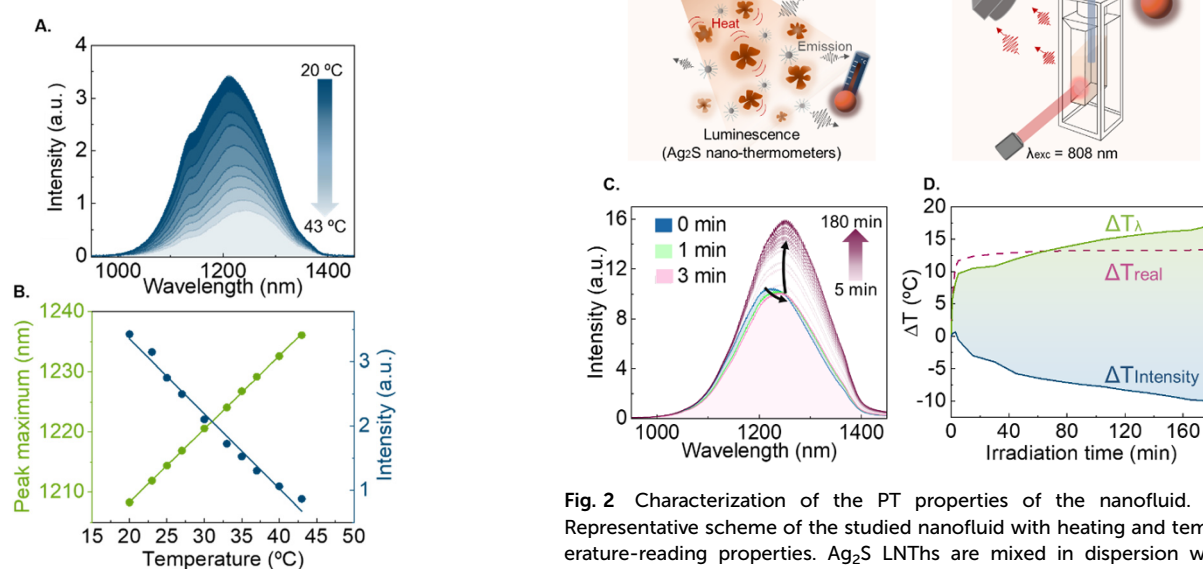 A.
4
3
2
1
0
Intensity (a.u.)
20 ºC
43 ºC
1000 1200 1400
Wavelength (nm)
B.
1240
1230
1220
1210
Peak maximum (nm)
3
2
1
Intensity (a.u.)
15 20 25 30 35 40 45 50
Temperature (ºC)
Heat
Emission
Luminescence
(Ag2S nano-thermometers)
λexc = 808 nm
C.
16
12
8
4
0
Intensity (a.u.)
0 min
1 min
3 min
180 min
5 min
1000 1200 1400
Wavelength (nm)
D.
20
15
10
5
0
-5
-10
ΔT (ºC)
ΔTλ
ΔTreal
ΔTIntensity
0 40 80 120 160
Irradiation time (min)
Fig. 2 Characterization of the PT properties of the nanofluid.
Representative scheme of the studied nanofluid with heating and tem
erature-reading properties. Ag₂S LNThs are mixed in dispersion w